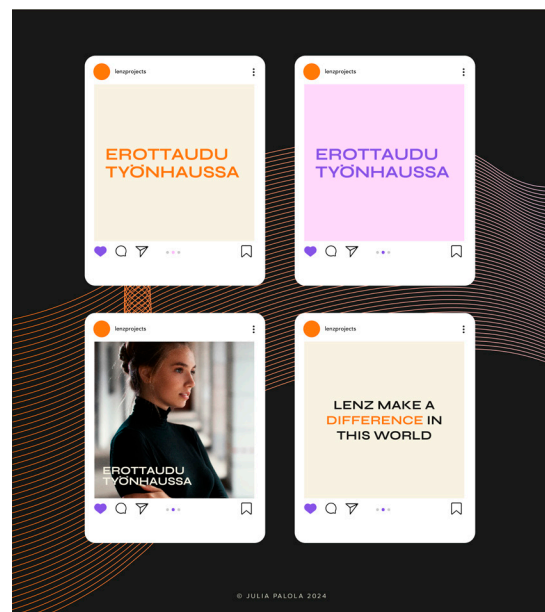 lenzprojects
EROTTAUDU
TYÖNHAUSSA
lenzprojects
EROTTAUDU
TYÖNHAUSSA
lenzprojects
EROTTAUDU
TYÖNHAUSSA
lenzprojects
LENZ MAKE A
DIFFERENCE IN
THIS WORLD
© JULIA PALOLA 2024